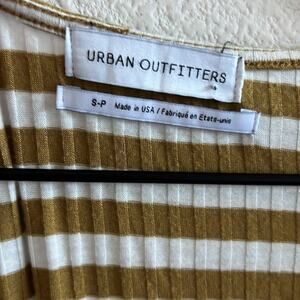 URBAN OUTFITTERS
S-P Made in USA / Fabriqué en États-unis